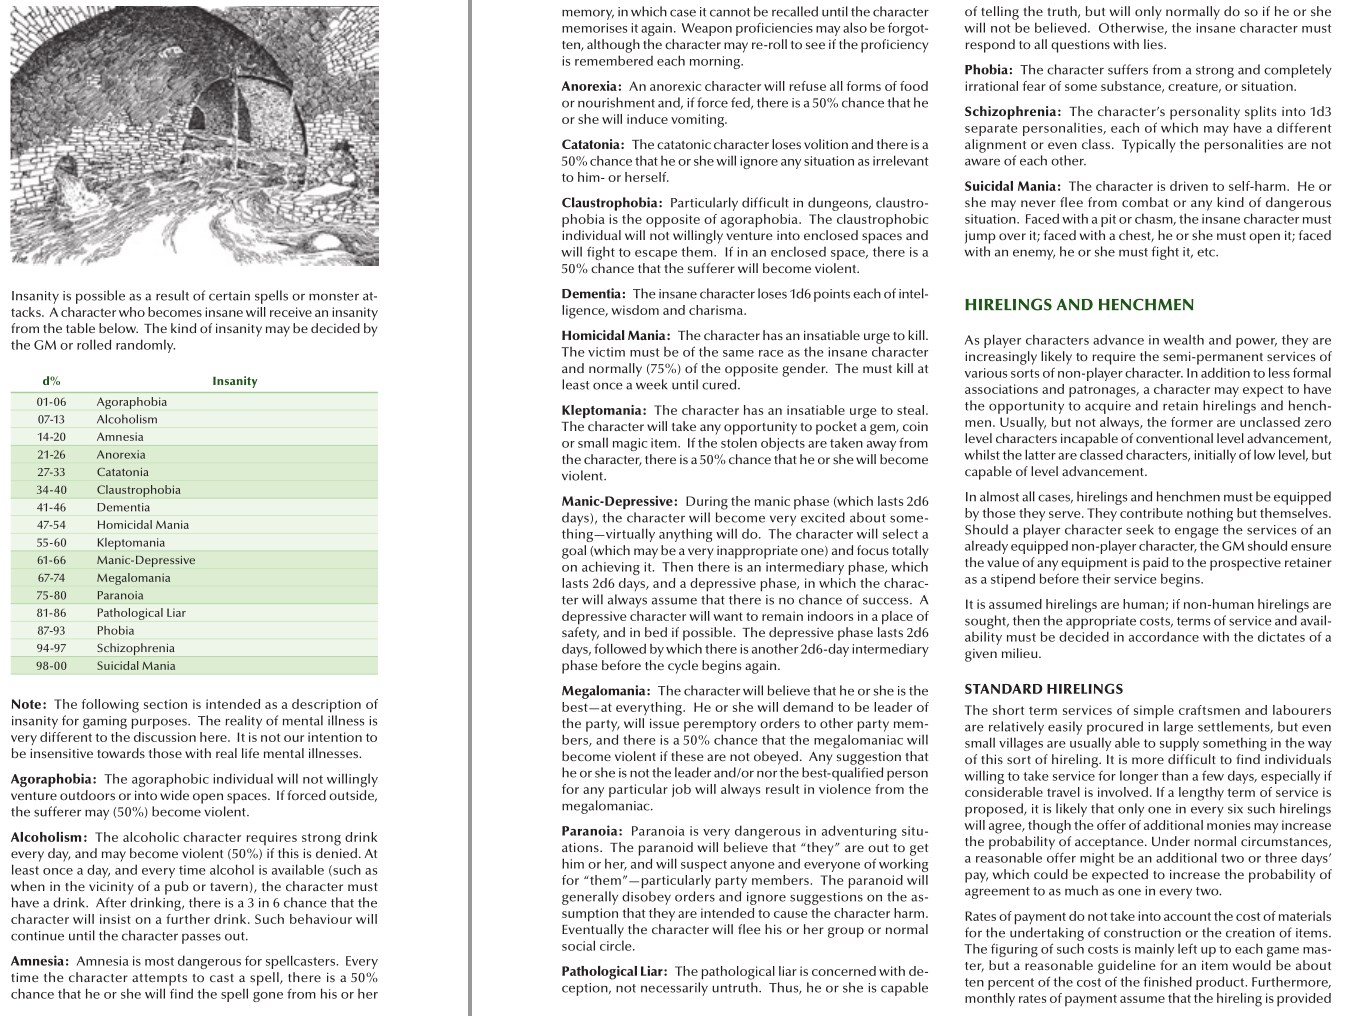 Insanity is possible as a result of certain spells or monster at-
tacks. A character who becomes insane will receive an insanity
from the table below. The kind of insanity may be decided by
the GM or rolled randomly.
d% Insanity
01-06 Agoraphobia
07-13 Alcoholism
14-20 Amnesia
21-26 Anorexia
27-33 Catatonia
34-40 Claustrophobia
41-46 Dementia
47-54 Homicidal Mania
55-60 Kleptomania
61-66 Manic-Depressive
67-74 Megalomania
75-80 Paranoia
81-86 Pathological Liar
87-93 Phobia
94-97 Schizophrenia
98-00 Suicidal Mania
Note: The following section is intended as a description of
insanity for gaming purposes. The reality of mental illness is
very different to the discussion here. It is not our intention to
be insensitive towards those with real life mental illnesses.
Agoraphobia: The agoraphobic individual will not willingly
venture outdoors or into wide open spaces. If forced outside,
the sufferer may (50%) become violent.
Alcoholism: The alcoholic character requires strong drink
every day, and may become violent (50%) if this is denied. At
least once a day, and every time alcohol is available (such as
when in the vicinity of a pub or tavern), the character must
have a drink. After drinking, there is a 3 in 6 chance that the
character will insist on a further drink. Such behaviour will
continue until the character passes out.
Amnesia: Amnesia is most dangerous for spellcasters. Every
time the character attempts to cast a spell, there is a 50%
chance that he or she will find the spell gone from his or her
memory, in which case it cannot be recalled until the character
memorises it again. Weapon proficiencies may also be forgot-
ten, although the character may re-roll to see if the proficiency
is remembered each morning.
Anorexia: An anorexic character will refuse all forms of food
or nourishment and, if force fed, there is a 50% chance that he
or she will induce vomiting.
Catatonia: The catatonic character loses volition and there is a
50% chance that he or she will ignore any situation as irrelevant
to him- or herself.
Claustrophobia: Particularly difficult in dungeons, claustro-
phobia is the opposite of agoraphobia. The claustrophobic
individual will not willingly venture into enclosed spaces and
will fight to escape them. If in an enclosed space, there is a
50% chance that the sufferer will become violent.
Dementia: The insane character loses 1d6 points each of intel-
ligence, wisdom and charisma.
Homicidal Mania: The character has an insatiable urge to kill.
The victim must be of the same race as the insane character
and normally (75%) of the opposite gender. The must kill at
least once a week until cured.
Kleptomania: The character has an insatiable urge to steal.
The character will take any opportunity to pocket a gem, coin
or small magic item. If the stolen objects are taken away from
the character, there is a 50% chance that he or she will become
violent.
Manic-Depressive: During the manic phase (which lasts 2d6
days), the character will become very excited about some-
thing—virtually anything will do. The character will select a
goal (which may be a very inappropriate one) and focus totally
on achieving it. Then there is an intermediary phase, which
lasts 2d6 days, and a depressive phase, in which the charac-
ter will always assume that there is no chance of success. A
depressive character will want to remain indoors in a place of
safety, and in bed if possible. The depressive phase lasts 2d6
days, followed by which there is another 2d6-day intermediary
phase before the cycle begins again.
Megalomania: The character will believe that he or she is the
best—at everything. He or she will demand to be leader of
the party, will issue peremptory orders to other party mem-
bers, and there is a 50% chance that the megalomaniac will
become violent if these are not obeyed. Any suggestion that
he or she is not the leader and/or nor the best-qualified person
for any particular job will always result in violence from the
megalomaniac.
Paranoia: Paranoia is very dangerous in adventuring situ-
ations. The paranoid will believe that “they” are out to get
him or her, and will suspect anyone and everyone of working
for “them”—particularly party members. The paranoid will
generally disobey orders and ignore suggestions on the as-
sumption that they are intended to cause the character harm.
Eventually the character will flee his or her group or normal
social circle.
Pathological Liar: The pathological liar is concerned with de-
ception, not necessarily untruth. Thus, he or she is capable
of telling the truth, but will only normally do so if he or she
will not be believed. Otherwise, the insane character must
respond to all questions with lies.
Phobia: The character suffers from a strong and completely
irrational fear of some substance, creature, or situation.
Schizophrenia: The character’s personality splits into 1d3
separate personalities, each of which may have a different
alignment or even class. Typically the personalities are not
aware of each other.
Suicidal Mania: The character is driven to self-harm. He or
she may never flee from combat or any kind of dangerous
situation. Faced with a pit or chasm, the insane character must
jump over it; faced with a chest, he or she must open it; faced
with an enemy, he or she must fight it, etc.
HIRELINGS AND HENCHMEN
As player characters advance in wealth and power, they are
increasingly likely to require the semi-permanent services of
various sorts of non-player character. In addition to less formal
associations and patronages, a character may expect to have
the opportunity to acquire and retain hirelings and hench-
men. Usually, but not always, the former are unclassed zero
level characters incapable of conventional level advancement,
whilst the latter are classed characters, initially of low level, but
capable of level advancement.
In almost all cases, hirelings and henchmen must be equipped
by those they serve. They contribute nothing but themselves.
Should a player character seek to engage the services of an
already equipped non-player character, the GM should ensure
the value of any equipment is paid to the prospective retainer
as a stipend before their service begins.
It is assumed hirelings are human; if non-human hirelings are
sought, then the appropriate costs, terms of service and avail-
ability must be decided in accordance with the dictates of a
given milieu.
STANDARD HIRELINGS
The short term services of simple craftsmen and labourers
are relatively easily procured in large settlements, but even
small villages are usually able to supply something in the way
of this sort of hireling. It is more difficult to find individuals
willing to take service for longer than a few days, especially if
considerable travel is involved. If a lengthy term of service is
proposed, it is likely that only one in every six such hirelings
will agree, though the offer of additional monies may increase
the probability of acceptance. Under normal circumstances,
a reasonable offer might be an additional two or three days’
pay, which could be expected to increase the probability of
agreement to as much as one in every two.
Rates of payment do not take into account the cost of materials
for the undertaking of construction or the creation of items.
The figuring of such costs is mainly left up to each game mas-
ter, but a reasonable guideline for an item would be about
ten percent of the cost of the finished product. Furthermore,
monthly rates of payment assume that the hireling is provided